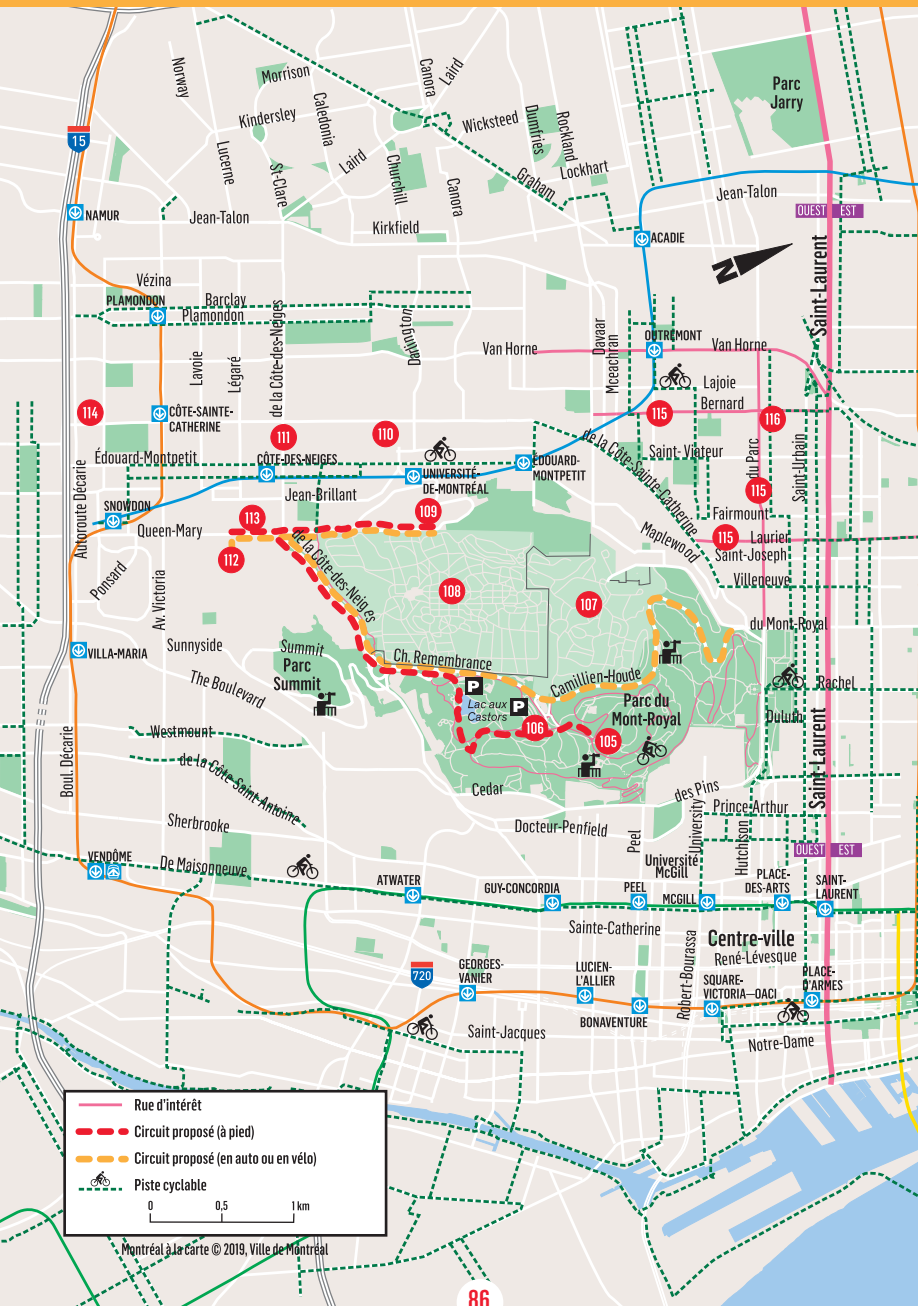 Norway
Morrison
Canora
Laird
Kindersley
Caledonia
Wicksteed
Dumfries
Rockland
Parc
Jarry
15
Lucerne
St-Clare
Laird
Churchill
Canora
Graham
Lockhart
Jean-Talon
NAMUR
Jean-Talon
Kirkfield
OUEST EST
ACADIE
N
Saint-Laurent
Vézina
PLAMONDON
Barclay
Plamondon
de la Côte-des-Neiges
Darlington
Davaar
Mceachran
OUTREMONT
Van Horne
Van Horne
Lavoie
Légaré
Lajoie
Bernard
114
CÔTE-SAINTE-
CATHERINE
115
116
111
110
de la Côte-Sainte-Catherine
Saint-Viateur
du Parc
Saint-Urbain
Édouard-Montpetit
CÔTE-DES-NEIGES
UNIVERSITÉ-
DE-MONTRÉAL
ÉDOUARD-
MONTPETIT
Jean-Brillant
115
Autoroute Décarie
SNOWDON
Queen-Mary
113
109
Fairmount
Maplewood
115
Laurier
Saint-Joseph
112
de la Côte-des-Neiges
Villeneuve
Ponsard
Av. Victoria
108
107
du Mont-Royal
VILLA-MARIA
Sunnyside
Summit
Parc
Summit
Ch. Remembrance
Camillien-Houde
Rachel
The Boulevard
P
Lac aux
Castors
P
Parc du
Mont-Royal
Duluth
106
105
Westmount
de la Côte Saint Antoine
Boul. Décarie
Saint-Laurent
Cedar
des Pins
Prince-Arthur
Sherbrooke
Docteur-Penfield
Peel
University
Hutchison
OUEST EST
VENDÔME
De Maisonneuve
Université
McGill
ATWATER
GUY-CONCORDIA
PEEL
MCGILL
PLACE-
DES-ARTS
SAINT-
LAURENT
Sainte-Catherine
Centre-ville
René-Lévesque
Robert-Bourassa
720
GEORGES-
VANIER
LUCIEN-
L'ALLIER
SQUARE-
VICTORIA–OACI
PLACE-
D'ARMES
BONAVENTURE
Saint-Jacques
Notre-Dame
Rue d'intérêt
Circuit proposé (à pied)
Circuit proposé (en auto ou en vélo)
Piste cyclable
0 0,5 1 km
Montréal à la carte © 2019, Ville de Montréal
86